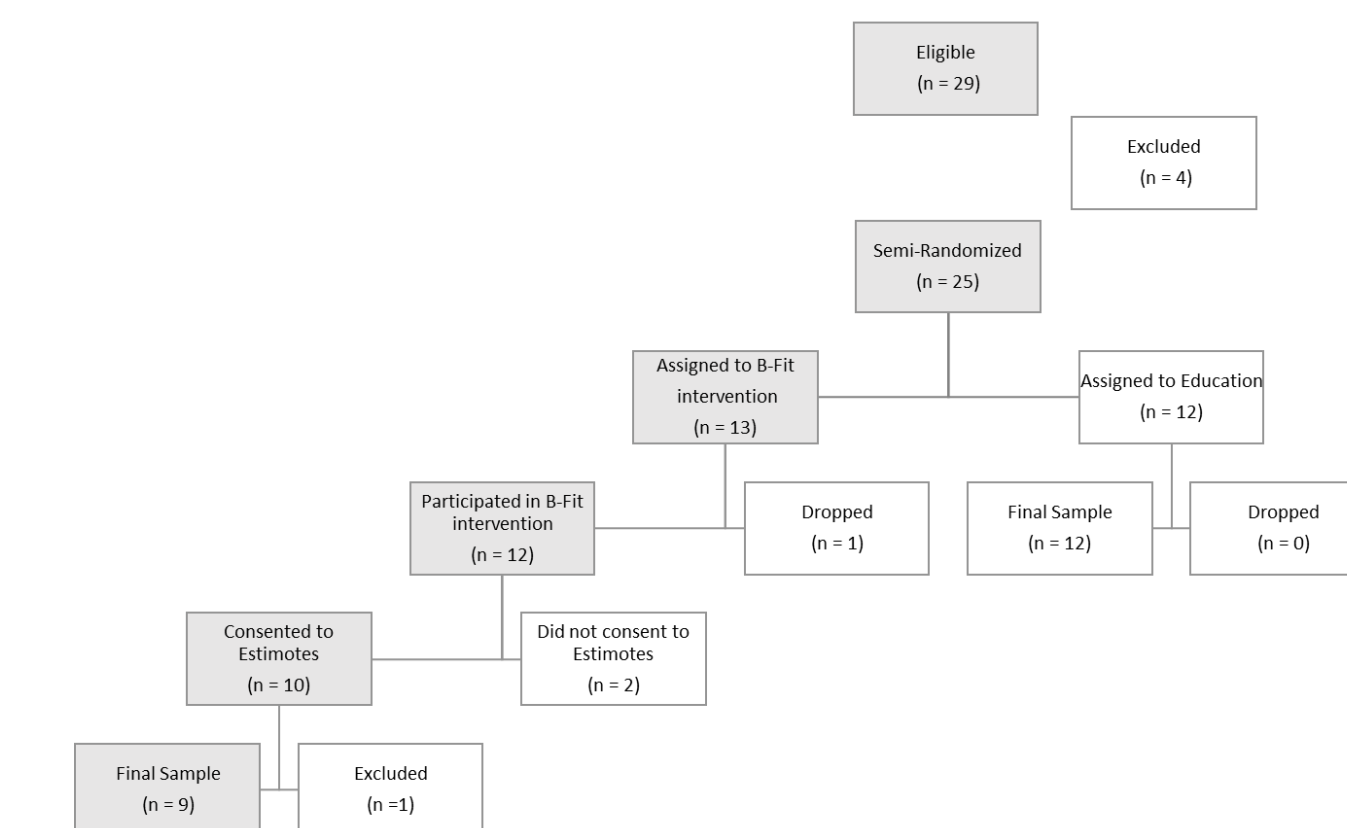 Eligible
(n = 29)
Excluded
(n = 4)
Semi-Randomized
(n = 25)
Assigned to B-Fit
intervention
(n = 13)
Assigned to Education
(n = 12)
Participated in B-Fit
intervention
(n = 12)
Dropped
(n = 1)
Final Sample
(n = 12)
Dropped
(n = 0)
Consented to
Estimotes
(n = 10)
Did not consent to
Estimotes
(n = 2)
Final Sample
(n = 9)
Excluded
(n =1)